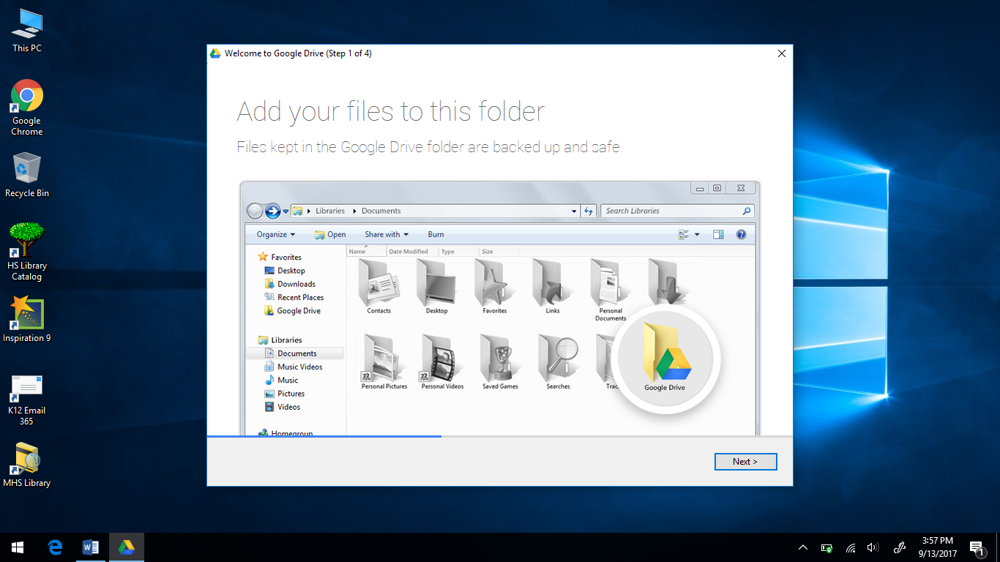 This PC
Google
Chrome
Recycle Bin
HS Library
Catalog
Inspiration 9
K12 Email
365
MHS Library
Welcome to Google Drive (Step 1 of 4)
Add your files to this folder
Files kept in the Google Drive folder are backed up and safe.
Libraries Documents Search Libraries
Organize Open Share with Burn
Name Date Modified Type Size
Favorites
Desktop
Downloads
Recent Places
Google Drive
Libraries
Documents
Music Videos
Music
Pictures
Videos
Homegroup
Contacts Desktop Favorites Links Personal
Documents
Personal Pictures Personal Videos Saved Games Searches Trac
Google Drive
Next >
3:57 PM
9/13/2017
1